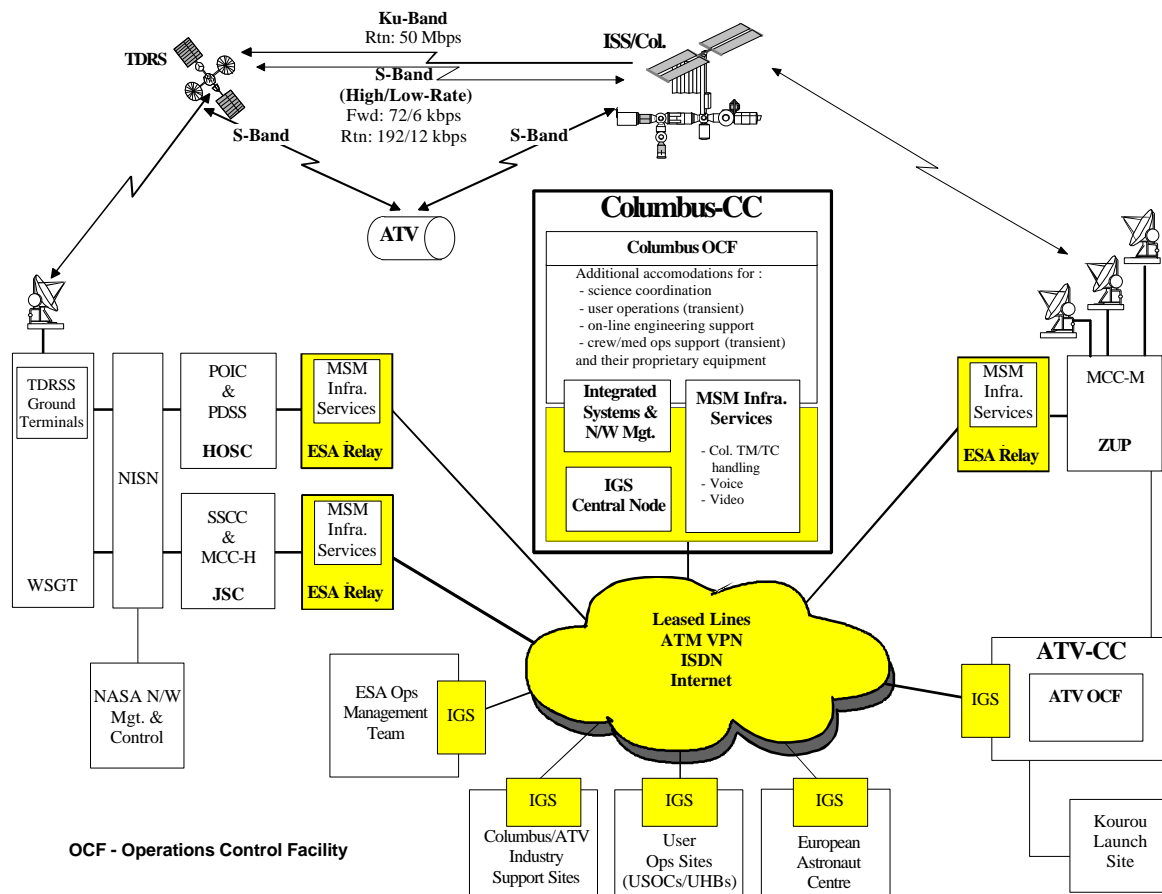 Ku-Band
Rtn: 50 Mbps
TDRS
ISS/Col.
S-Band
(High/Low-Rate)
Fwd: 72/6 kbps
Rtn: 192/12 kbps
S-Band
S-Band
ATV
Columbus-CC
Columbus OCF
Additional accomodations for :
- science coordination
- user operations (transient)
- on-line engineering support
- crew/med ops support (transient)
and their proprietary equipment
Integrated
Systems &
N/W Mgt.
IGS
Central Node
MSM Infra.
Services
- Col. TM/TC
handling
- Voice
- Video
TDRSS
Ground
Terminals
WSGT
NISN
POIC
&
PDSS
HOSC
MSM
Infra.
Services
ESA Relay
SSCC
&
MCC-H
JSC
MSM
Infra.
Services
ESA Relay
MSM
Infra.
Services
ESA Relay
MCC-M
ZUP
NASA N/W
Mgt. &
Control
Leased Lines
ATM VPN
ISDN
Internet
ESA Ops
Management
Team
IGS
IGS
ATV-CC
ATV OCF
IGS
Columbus/ATV
Industry
Support Sites
IGS
User
Ops Sites
(USOCs/UHBs)
IGS
European
Astronaut
Centre
Kourou
Launch
Site
OCF - Operations Control Facility